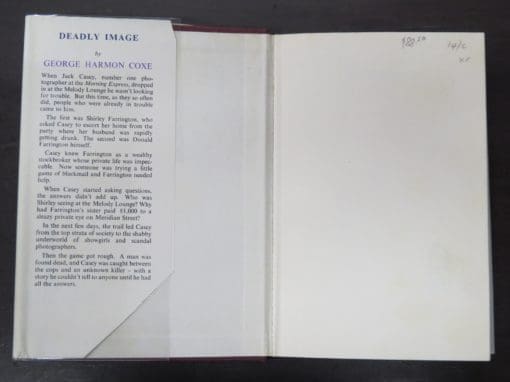 DEADLY IMAGE
by
GEORGE HARMON COXE
When Jack Casey, number one pho-
tographer at the Morning Express, dropped
in at the Melody Lounge he wasn't looking
for trouble. But this time, as they so often
did, people who were already in trouble
came to him.
The first was Shirley Farrington, who
asked Casey to escort her home from the
party where her husband was rapidly
getting drunk. The second was Donald
Farrington himself.
Casey knew Farrington as a wealthy
stockbroker whose private life was impec-
cable. Now someone was trying a little
game of blackmail and Farrington needed
help.
When Casey started asking questions,
the answers didn't add up. Who was
Shirley seeing at the Melody Lounge? Why
had Farrington's sister paid $1,000 to a
sleazy private eye on Meridian Street?
In the next few days, the trail led Casey
from the top strata of society to the shabby
underworld of showgirls and scandal
photographers.
Then the game got rough. A man was
found dead, and Casey was caught between
the cops and an unknown killer – with a
story he couldn't tell to anyone until he had
all the answers.